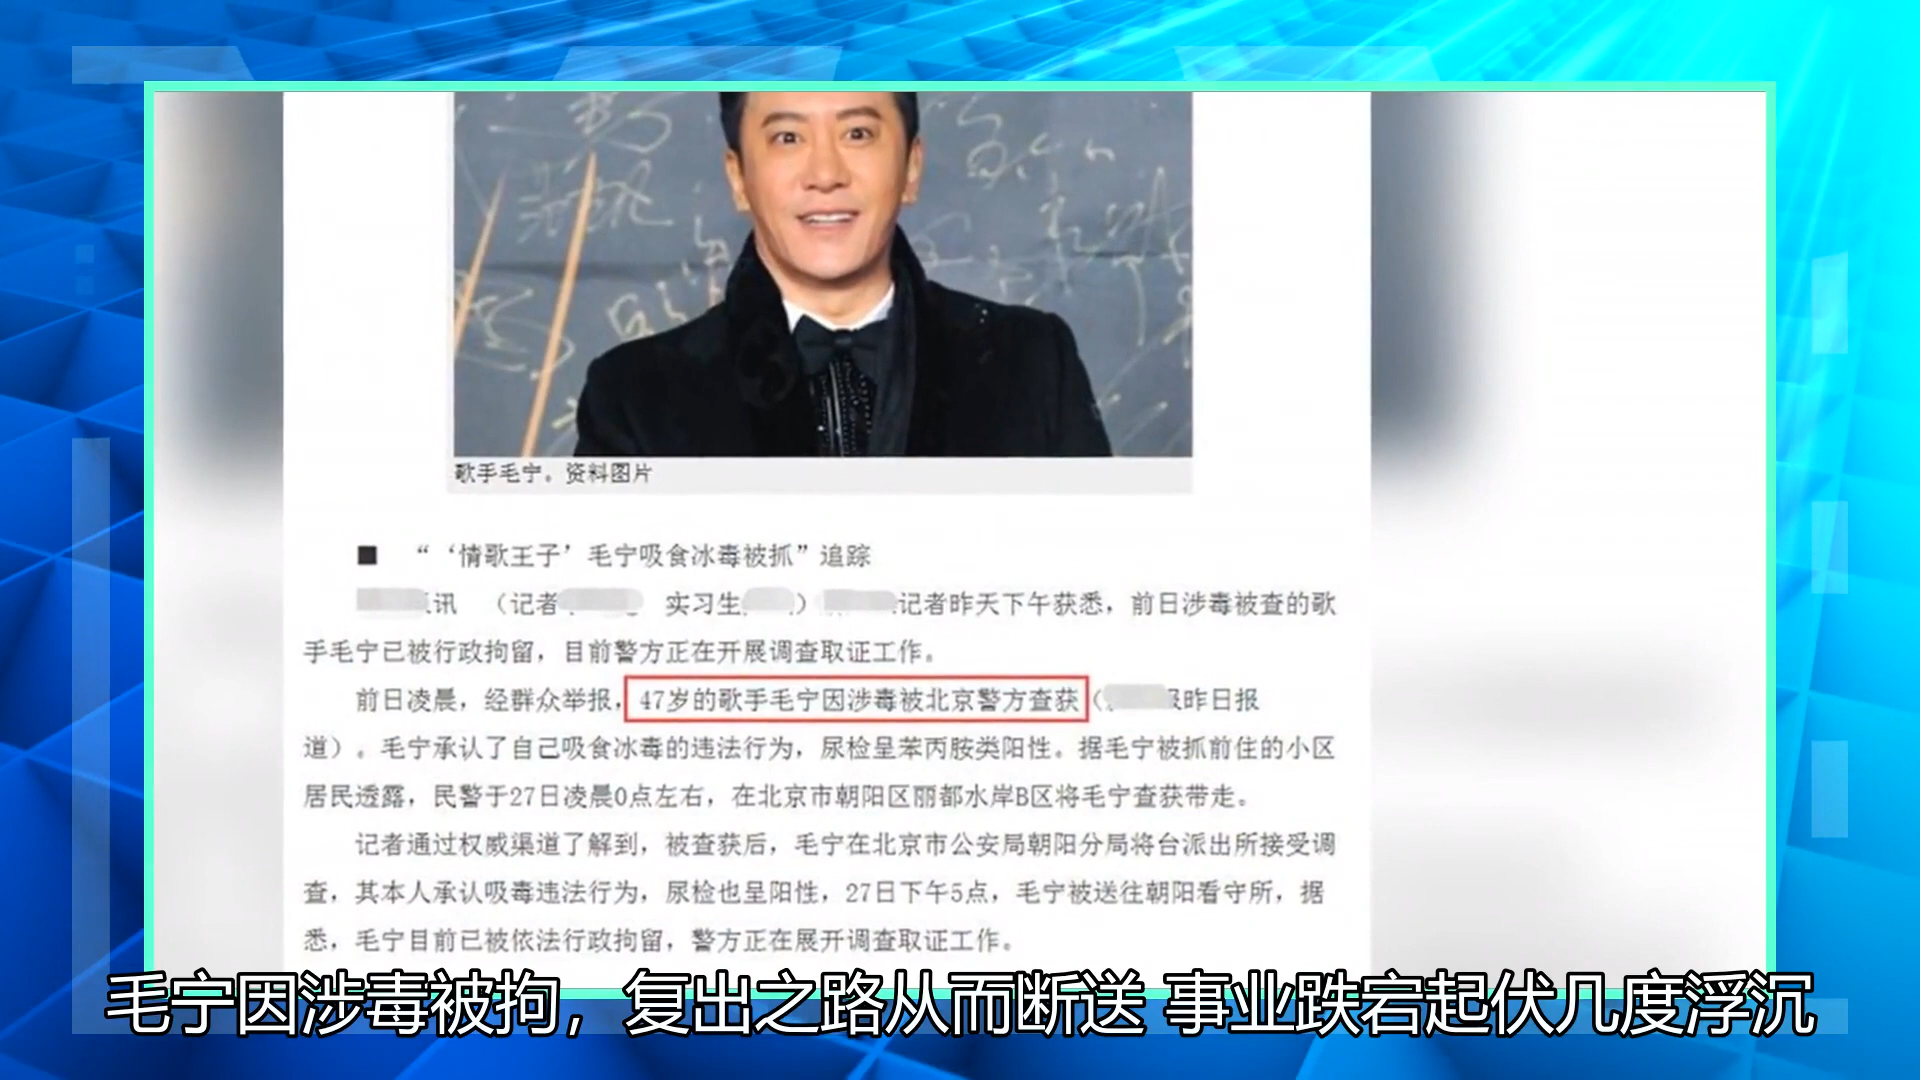 歌手毛宁。资料图片
■ “‘情歌王子’毛宁吸食冰毒被抓”追踪
讯 （记者 实习生 ） 记者昨天下午获悉，前日涉毒被查的歌
手毛宁已被行政拘留，目前警方正在开展调查取证工作。
前日凌晨，经群众举报，47岁的歌手毛宁因涉毒被北京警方查获（ 报昨日报
道）。毛宁承认了自己吸食冰毒的违法行为，尿检呈苯丙胺类阳性。据毛宁被抓前住的小区
居民透露，民警于27日凌晨0点左右，在北京市朝阳区丽都水岸B区将毛宁查获带走。
记者通过权威渠道了解到，被查获后，毛宁在北京市公安局朝阳分局将台派出所接受调
查，其本人承认吸毒违法行为，尿检也呈阳性，27日下午5点，毛宁被送往朝阳看守所，据
悉，毛宁目前已被依法行政拘留，警方正在展开调查取证工作。
毛宁因涉毒被拘，复出之路从而断送 事业跌宕起伏几度浮沉